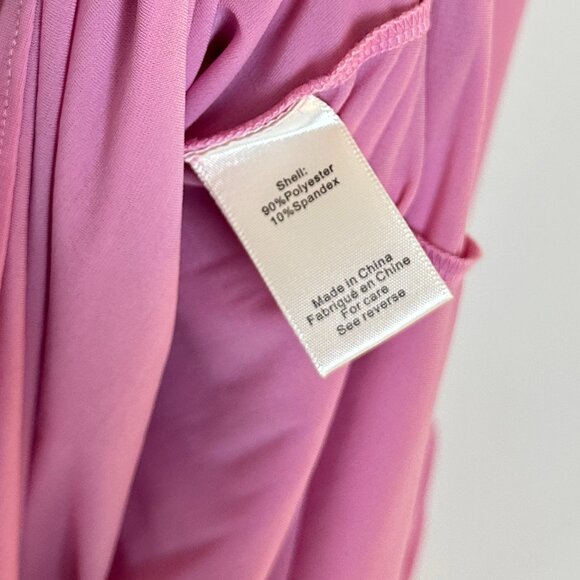 Shell:
90%Polyester
10%Spandex
Made in China
Fabriqué en Chine
For care
See reverse